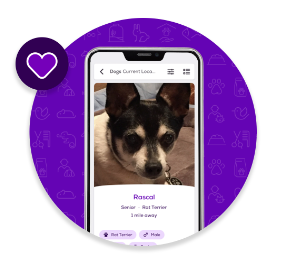 Dogs Current Loca...
Rascal
Senior · Rat Terrier
1 mile away
Rat Terrier Male